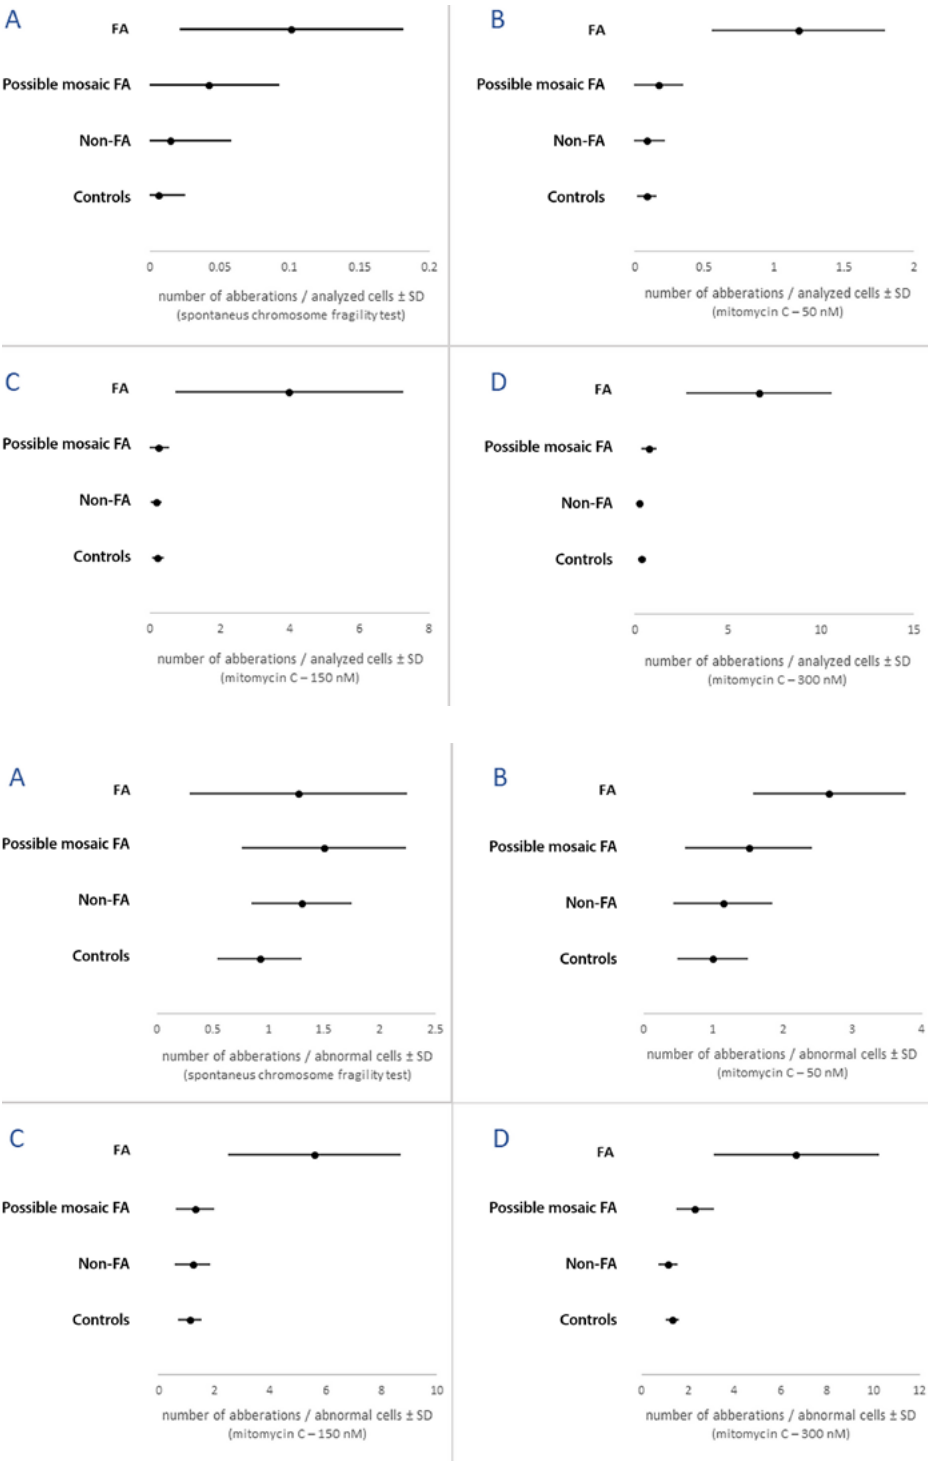 A
FA
Possible mosaic FA
Non-FA
Controls
0 0.05 0.1 0.15 0.2
number of abberations / analyzed cells ± SD
(spontaneus chromosome fragility test)
B
FA
Possible mosaic FA
Non-FA
Controls
0 0.5 1 1.5 2
number of abberations / analyzed cells ± SD
(mitomycin C – 50 nM)
C
FA
Possible mosaic FA
Non-FA
Controls
0 2 4 6 8
number of abberations / analyzed cells ± SD
(mitomycin C – 150 nM)
D
FA
Possible mosaic FA
Non-FA
Controls
0 5 10 15
number of abberations / analyzed cells ± SD
(mitomycin C – 300 nM)
A
FA
Possible mosaic FA
Non-FA
Controls
0 0.5 1 1.5 2 2.5
number of abberations / abnormal cells ± SD
(spontaneus chromosome fragility test)
B
FA
Possible mosaic FA
Non-FA
Controls
0 1 2 3 4
number of abberations / abnormal cells ± SD
(mitomycin C – 50 nM)
C
FA
Possible mosaic FA
Non-FA
Controls
0 2 4 6 8 10
number of abberations / abnormal cells ± SD
(mitomycin C – 150 nM)
D
FA
Possible mosaic FA
Non-FA
Controls
0 2 4 6 8 10 12
number of abberations / abnormal cells ± SD
(mitomycin C – 300 nM)